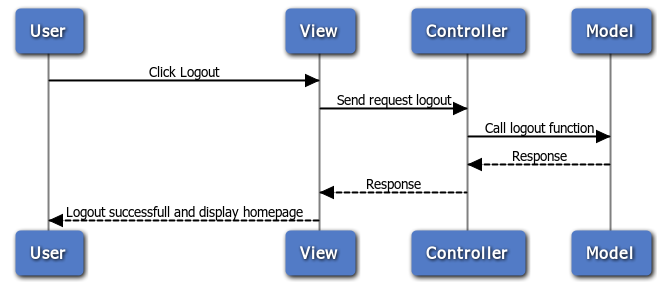 User View Controller Model
Click Logout
Send request logout
Call logout function
Response
Response
Logout successfull and display homepage
User View Controller Model